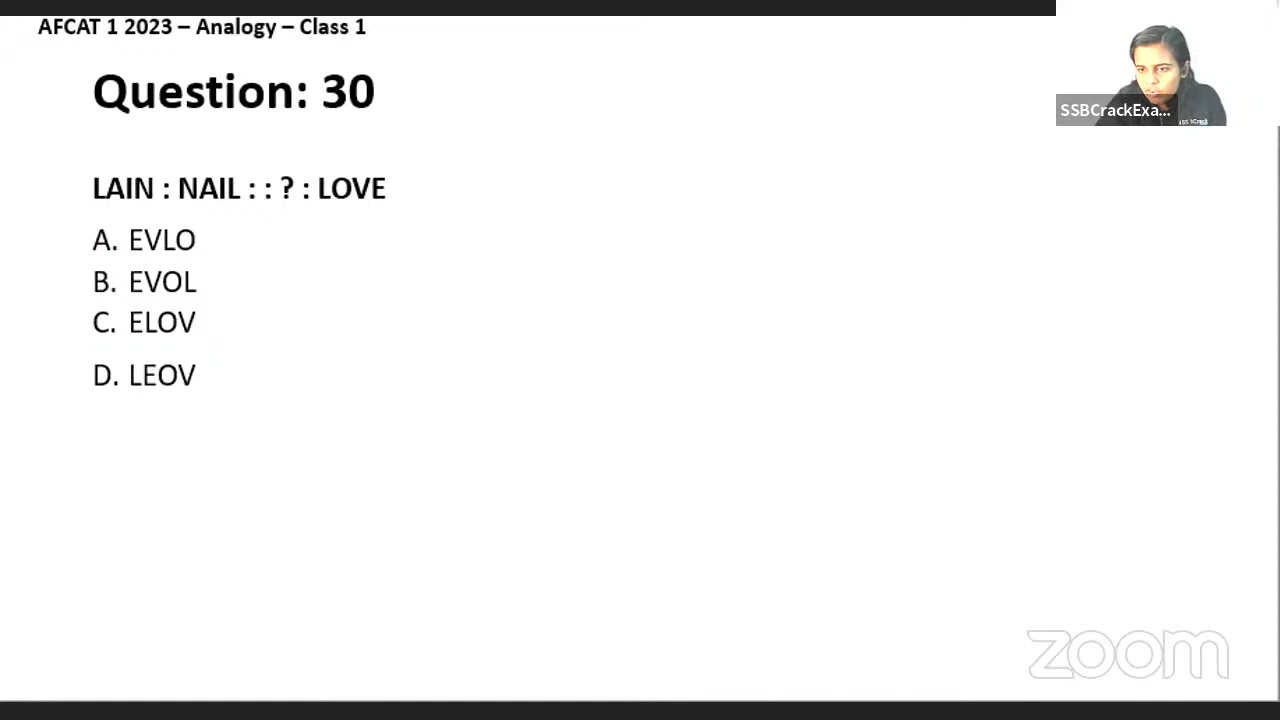 AFCAT 1 2023 – Analogy – Class 1
Question: 30
SSBCrackExa...
LAIN : NAIL : : ? : LOVE
A. EVLO
B. EVOL
C. ELOV
D. LEOV
zoom